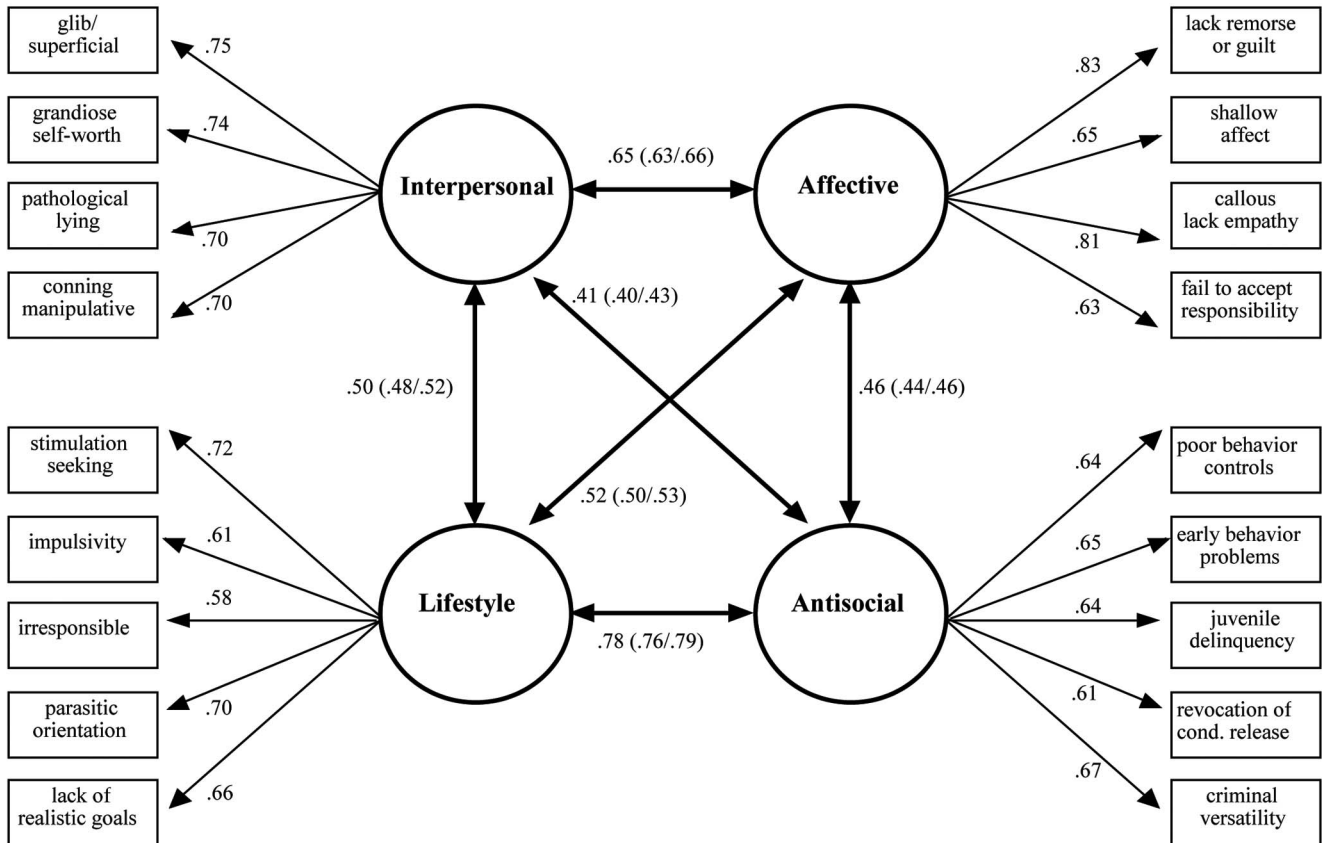 glib/
superficial
.75
grandiose
self-worth
.74
pathological
lying
.70
conning
manipulative
.70
Interpersonal
.65 (.63/.66)
Affective
lack remorse
or guilt
.83
shallow
affect
.65
callous
lack empathy
.81
fail to accept
responsibility
.63
.41 (.40/.43)
.50 (.48/.52)
.46 (.44/.46)
.52 (.50/.53)
stimulation
seeking
.72
impulsivity
.61
irresponsible
.58
parasitic
orientation
.70
lack of
realistic goals
.66
Lifestyle
.78 (.76/.79)
Antisocial
poor behavior
controls
.64
early behavior
problems
.65
juvenile
delinquency
.64
revocation of
cond. release
.61
criminal
versatility
.67